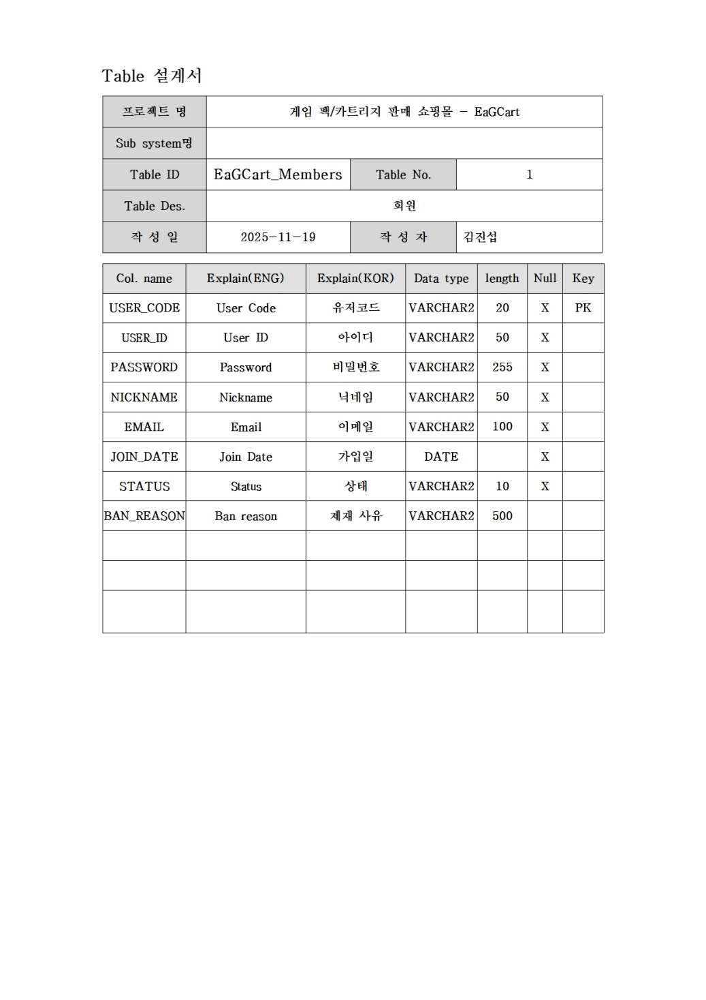 Table 설계서
프로젝트 명 게임 팩/카트리지 판매 쇼핑몰 - EaGCart
Sub system명
Table ID EaGCart_Members Table No. 1
Table Des. 회원
작 성 일 2025-11-19 작 성 자 김진섭
Col. name Explain(ENG) Explain(KOR) Data type length Null Key
USER_CODE User Code 유저코드 VARCHAR2 20 X PK
USER_ID User ID 아이디 VARCHAR2 50 X
PASSWORD Password 비밀번호 VARCHAR2 255 X
NICKNAME Nickname 닉네임 VARCHAR2 50 X
EMAIL Email 이메일 VARCHAR2 100 X
JOIN_DATE Join Date 가입일 DATE X
STATUS Status 상태 VARCHAR2 10 X
BAN_REASON Ban reason 제재 사유 VARCHAR2 500